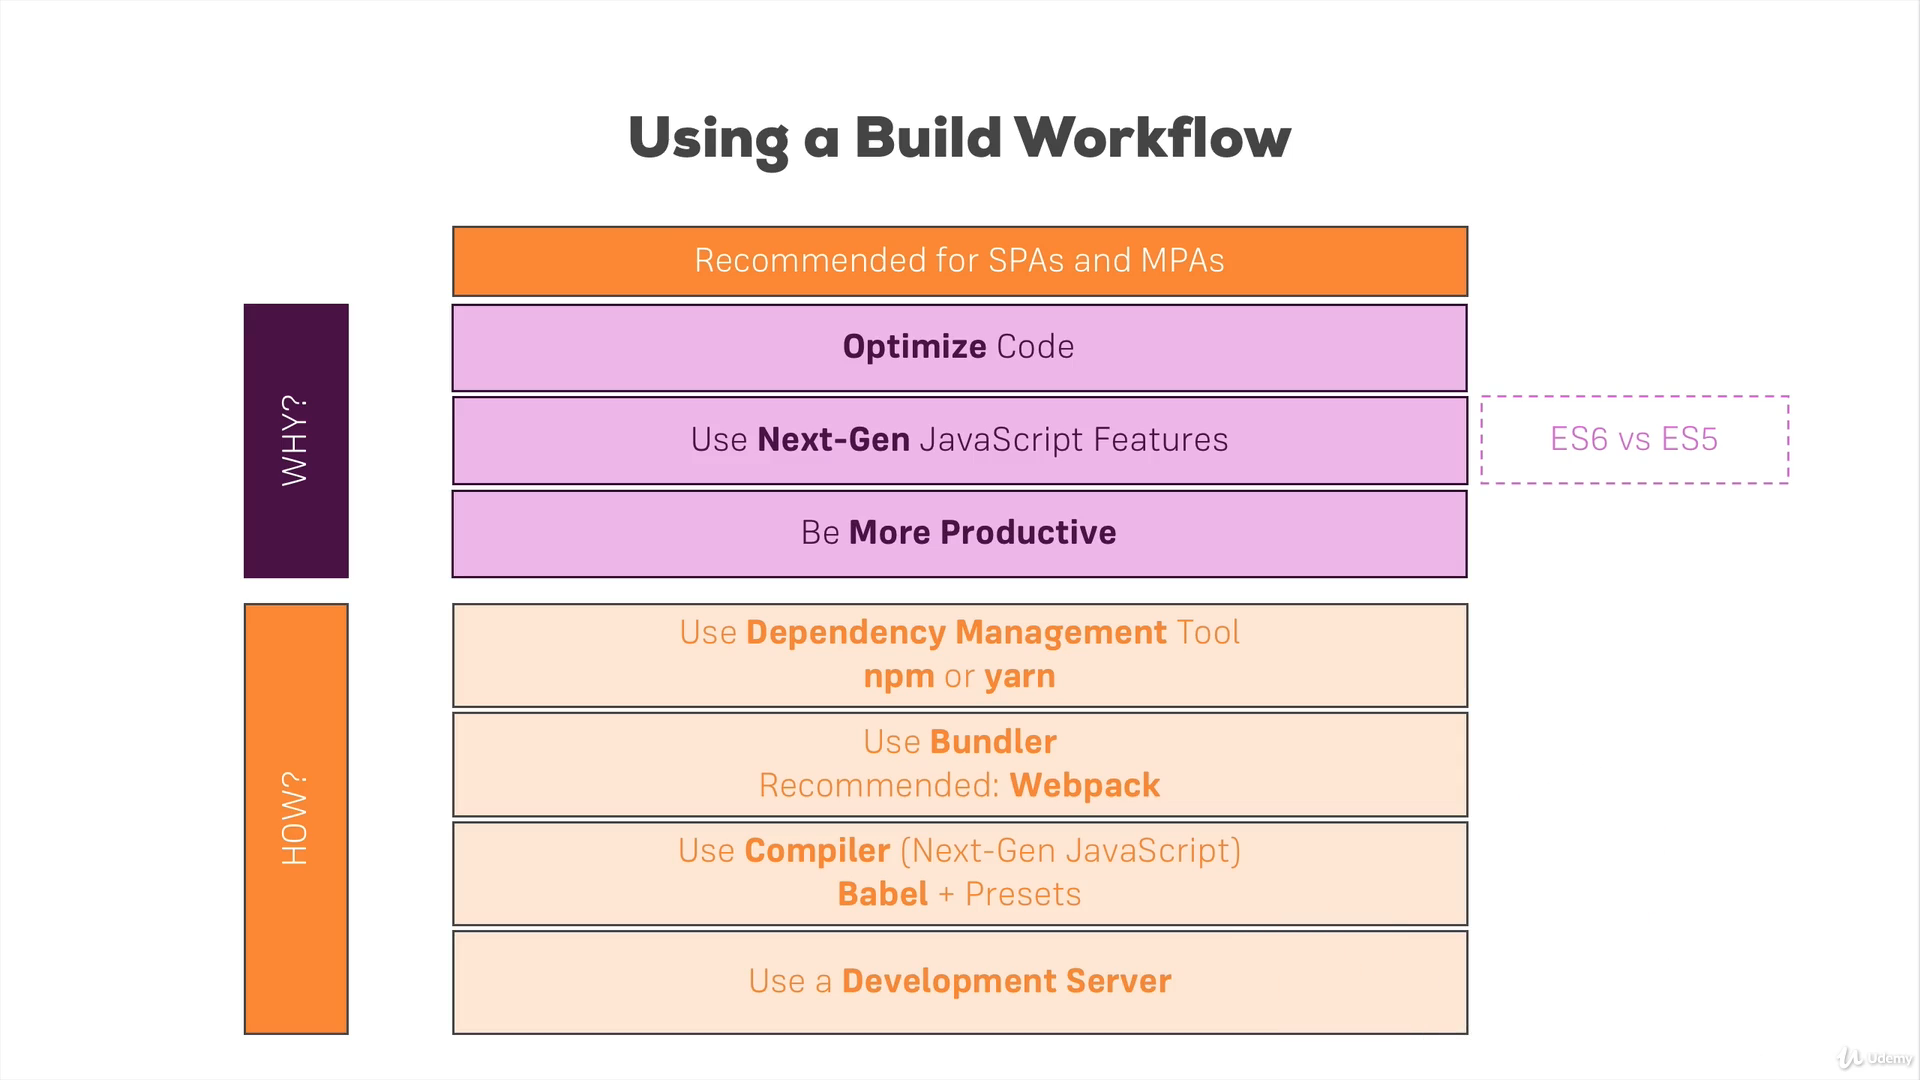 Using a Build Workflow
Recommended for SPAs and MPAs
WHY?
Optimize Code
Use Next-Gen JavaScript Features
ES6 vs ES5
Be More Productive
HOW?
Use Dependency Management Tool
npm or yarn
Use Bundler
Recommended: Webpack
Use Compiler (Next-Gen JavaScript)
Babel + Presets
Use a Development Server
Udemy